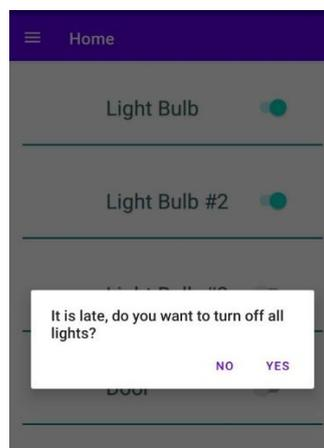 Home
Light Bulb
Light Bulb #2
It is late, do you want to turn off all
lights?
NO YES
Door